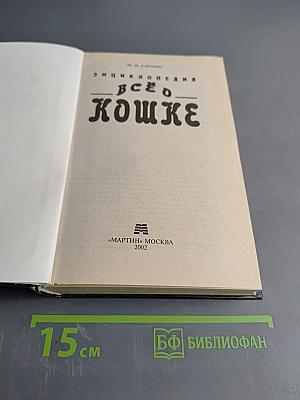 ЭНЦИКЛОПЕДИЯ
ВСЁ О
КОШКЕ
«МАРТИН» МОСКВА
2002
15 см
БФ БИБЛИОФАН